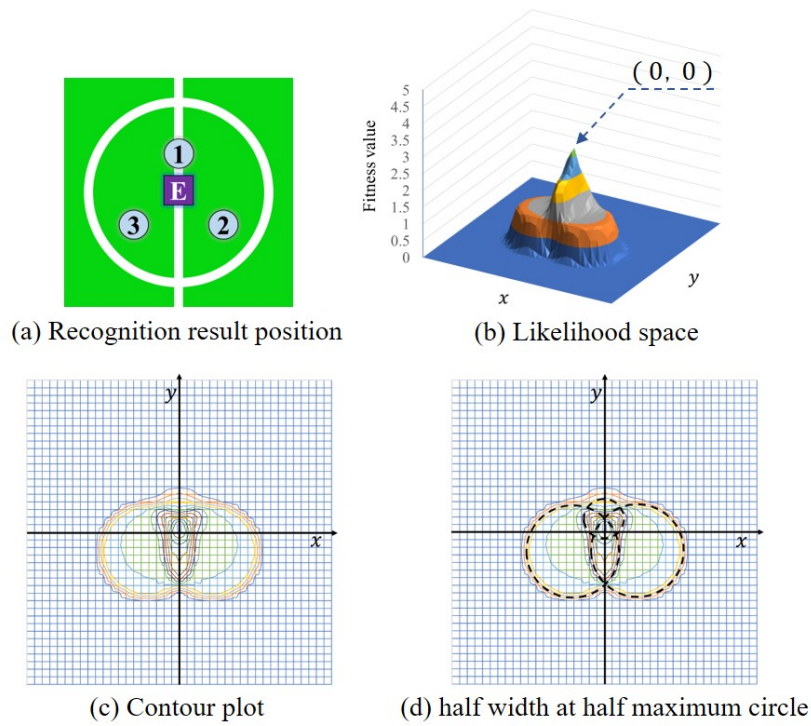 1
E
3
2
(a) Recognition result position
( 0, 0 )
Fitness value
5
4.5
4
3.5
3
2.5
2
1.5
1
0.5
0
x
y
(b) Likelihood space
y
x
(c) Contour plot
y
x
(d) half width at half maximum circle